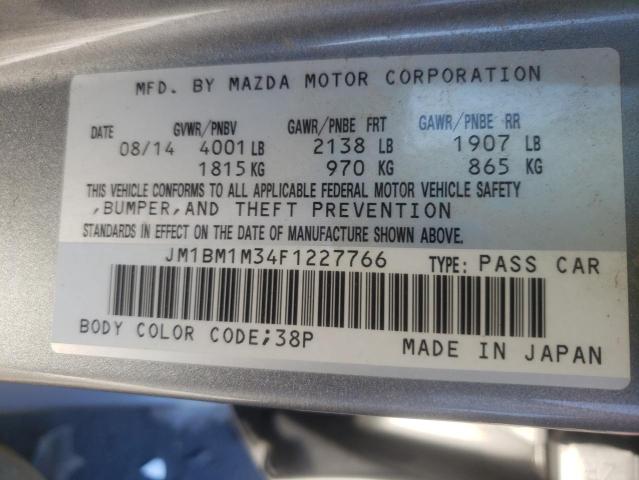 MFD. BY MAZDA MOTOR CORPORATION
DATE GVWR/PNBV GAWR/PNBE FRT GAWR/PNBE RR
08/14 4001 LB 2138 LB 1907 LB
1815 KG 970 KG 865 KG
THIS VEHICLE CONFORMS TO ALL APPLICABLE FEDERAL MOTOR VEHICLE SAFETY
,BUMPER,AND THEFT PREVENTION
STANDARDS IN EFFECT ON THE DATE OF MANUFACTURE SHOWN ABOVE.
JM1BM1M34F1227766 TYPE: PASS CAR
BODY COLOR CODE;38P MADE IN JAPAN